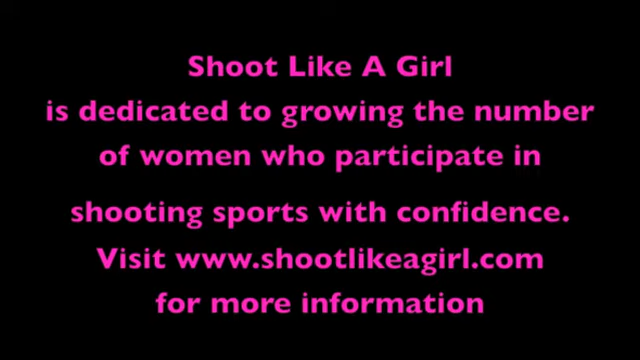 Shoot Like A Girl
is dedicated to growing the number
of women who participate in
shooting sports with confidence.
Visit www.shootlikeagirl.com
for more information